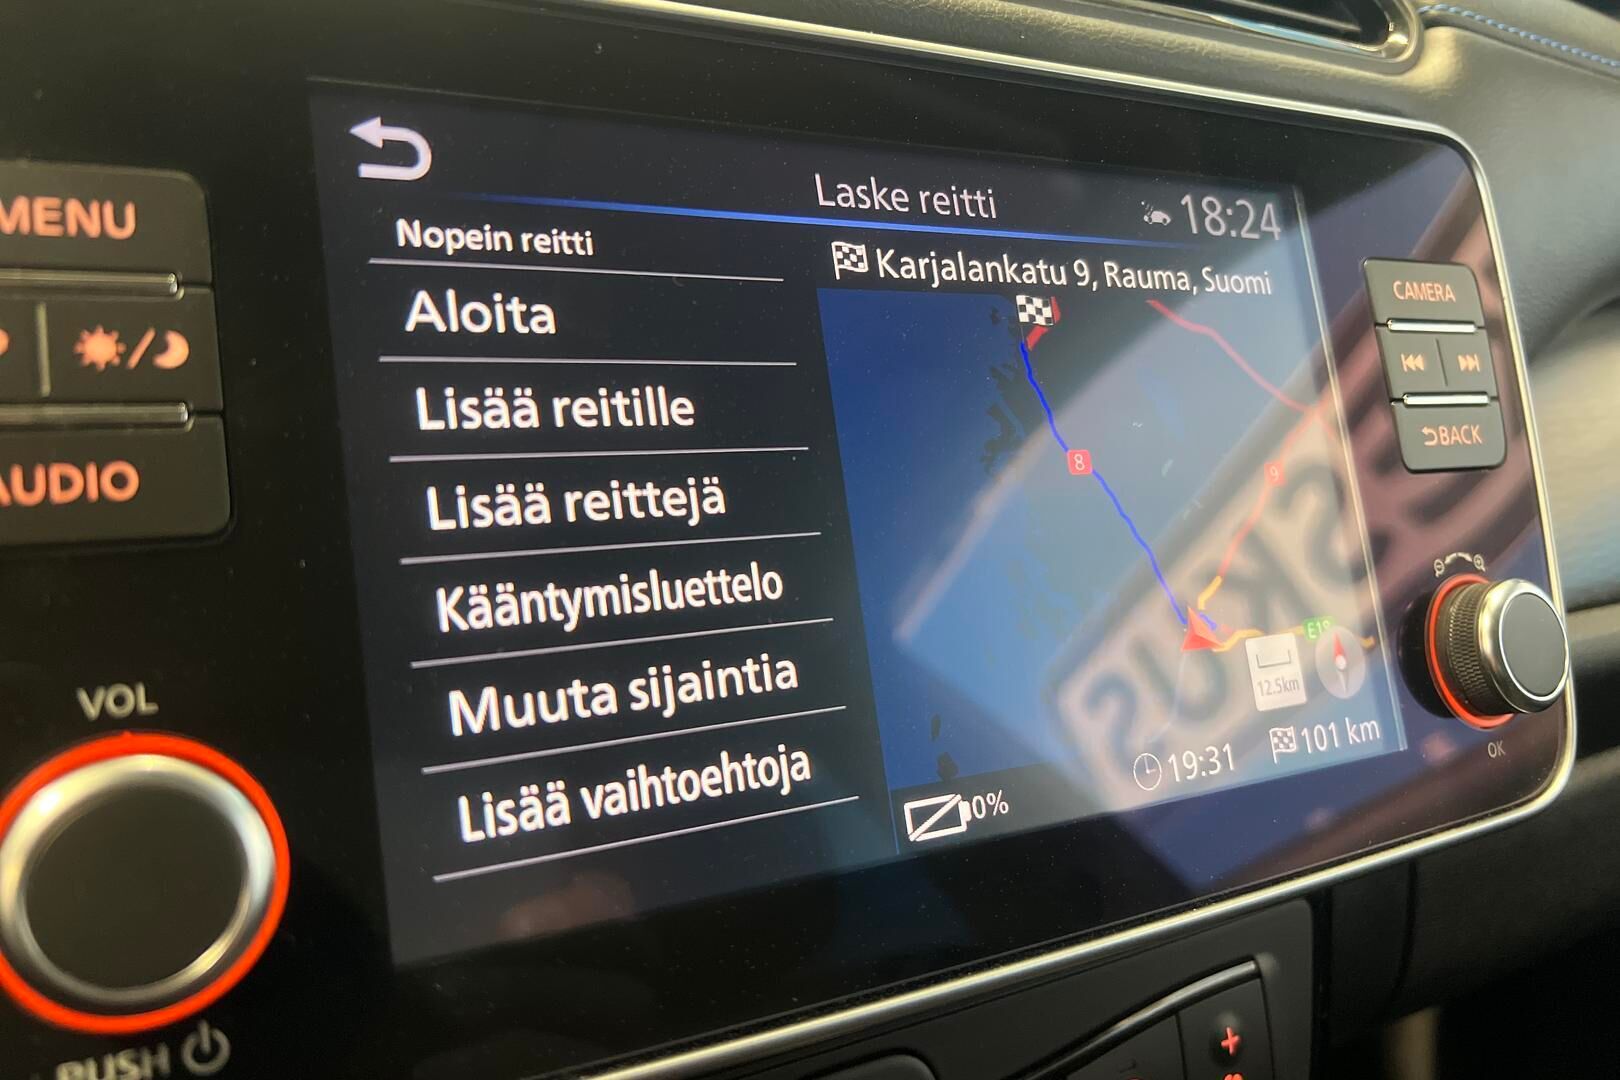 MENU
AUDIO
VOL
PUSH
Laske reitti
18:24
Nopein reitti
Karjalankatu 9, Rauma, Suomi
Aloita
Lisää reitille
Lisää reittejä
Kääntymisluettelo
Muuta sijaintia
Lisää vaihtoehtoja
8
9
E18
12.5km
19:31
101 km
0%
CAMERA
BACK
OK